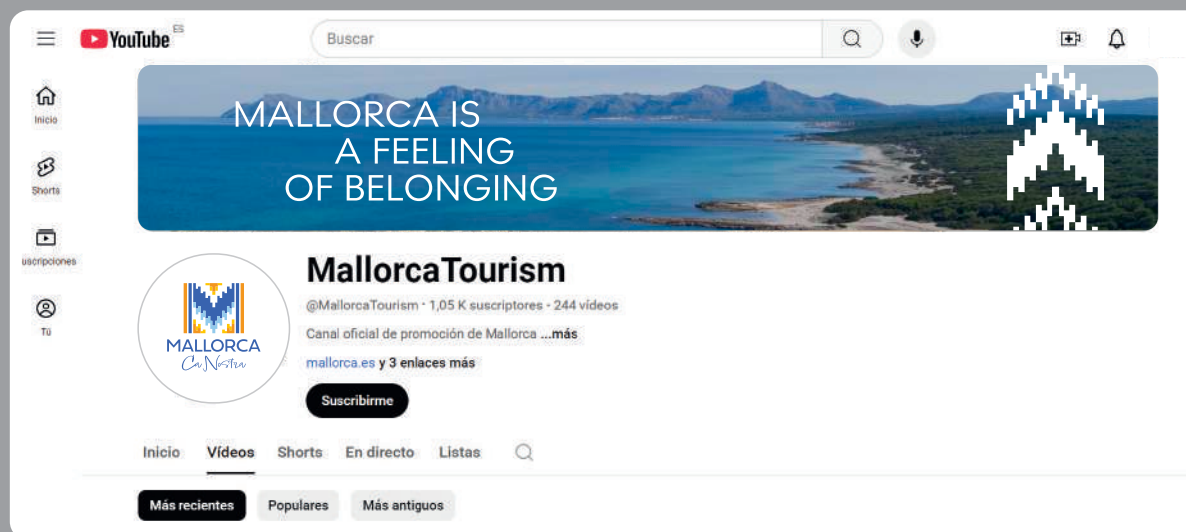 YouTube ES
Buscar
Inicio
Shorts
uscripciones
Tú
MALLORCA IS
A FEELING
OF BELONGING
MALLORCA
Ca Nostra
MallorcaTourism
@MallorcaTourism · 1,05 K suscriptores - 244 vídeos
Canal oficial de promoción de Mallorca ...más
mallorca.es y 3 enlaces más
Suscribirme
Inicio Vídeos Shorts En directo Listas
Más recientes Populares Más antiguos